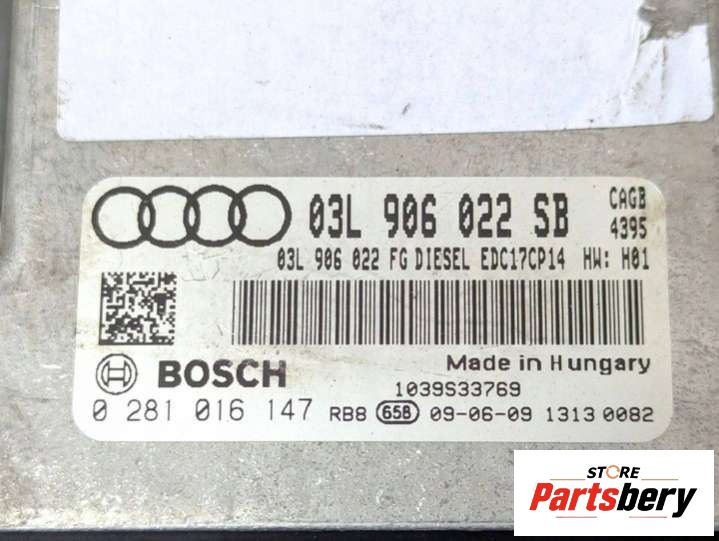 03L 906 022 SB CAGB
4395
03L 906 022 FG DIESEL EDC17CP14 HW: H01
BOSCH Made in Hungary
1039S33769
0 281 016 147 RB8 658 09-06-09 1313 0082
STORE
Partsbery